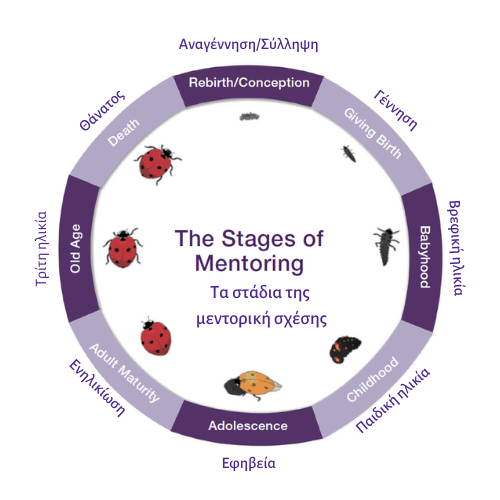 Αναγέννηση/Σύλληψη
Rebirth/Conception
Γέννηση
Giving Birth
Βρεφική ηλικία
Babyhood
Παιδική ηλικία
Childhood
Εφηβεία
Adolescence
Ενηλικίωση
Adult Maturity
Τρίτη ηλικία
Old Age
Θάνατος
Death
The Stages of
Mentoring
Τα στάδια της
μεντορική σχέσης